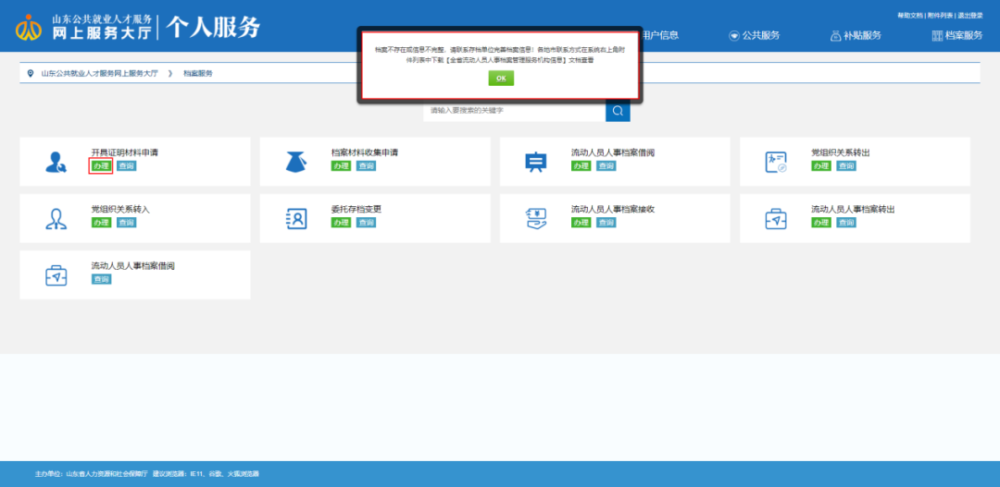 山东公共就业人才服务
网上服务大厅
个人服务
帮助文档 | 附件列表 | 退出登录
用户信息
公共服务
补贴服务
档案服务
档案不存在或信息不完整，请联系存档单位完善档案信息！各地市联系方式在系统右上角附
件列表中下载【全省流动人员人事档案管理服务机构信息】文档查看
OK
山东公共就业人才服务网上服务大厅 》 档案服务
请输入要搜索的关键字
开具证明材料申请
办理 查询
档案材料收集申请
办理 查询
流动人员人事档案借阅
办理 查询
党组织关系转出
办理 查询
党组织关系转入
办理 查询
委托存档变更
办理 查询
流动人员人事档案接收
办理 查询
流动人员人事档案转出
办理 查询
流动人员人事档案借阅
查询
主办单位：山东省人力资源和社会保障厅 建议浏览器：IE11、谷歌、火狐浏览器